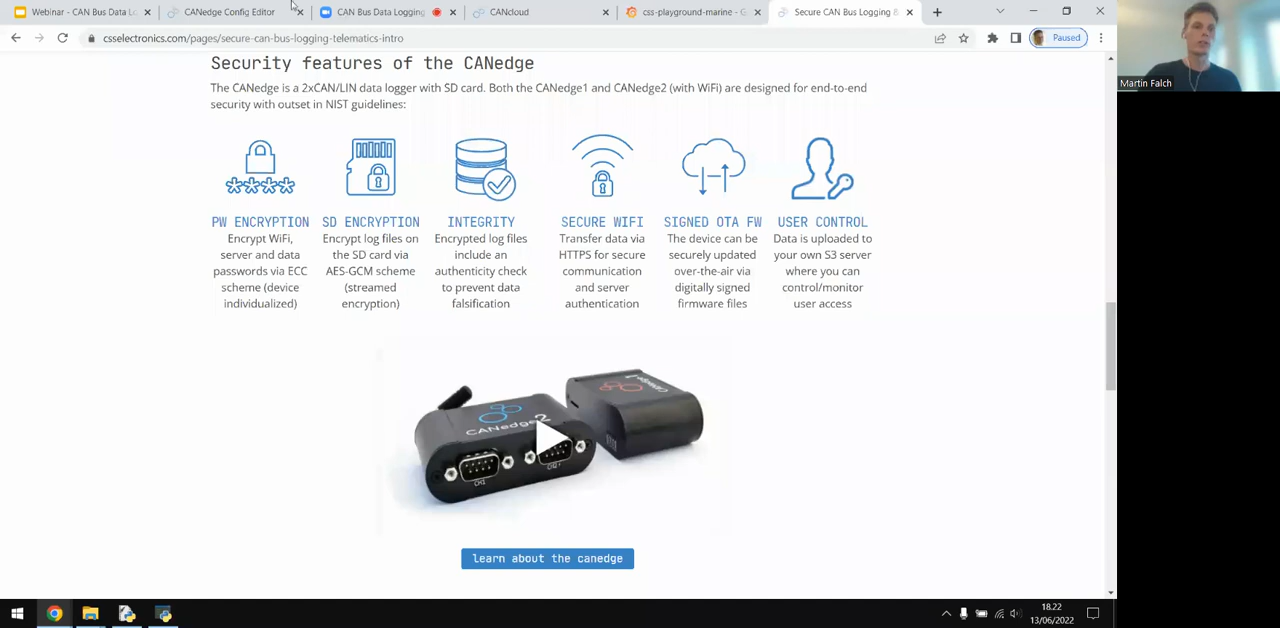 Webinar - CAN Bus Data Lo
CANedge Config Editor
CAN Bus Data Logging
CANcloud
css-playground-marine - G
Secure CAN Bus Logging &
csselectronics.com/pages/secure-can-bus-logging-telematics-intro
Paused
Martin Falch
Security features of the CANedge
The CANedge is a 2xCAN/LIN data logger with SD card. Both the CANedge1 and CANedge2 (with WiFi) are designed for end-to-end
security with outset in NIST guidelines:
PW ENCRYPTION
Encrypt WiFi,
server and data
passwords via ECC
scheme (device
individualized)
SD ENCRYPTION
Encrypt log files on
the SD card via
AES-GCM scheme
(streamed
encryption)
INTEGRITY
Encrypted log files
include an
authenticity check
to prevent data
falsification
SECURE WIFI
Transfer data via
HTTPS for secure
communication
and server
authentication
SIGNED OTA FW
The device can be
securely updated
over-the-air via
digitally signed
firmware files
USER CONTROL
Data is uploaded to
your own S3 server
where you can
control/monitor
user access
CANedge 2
CH1
CH2
learn about the canedge
18.22
13/06/2022